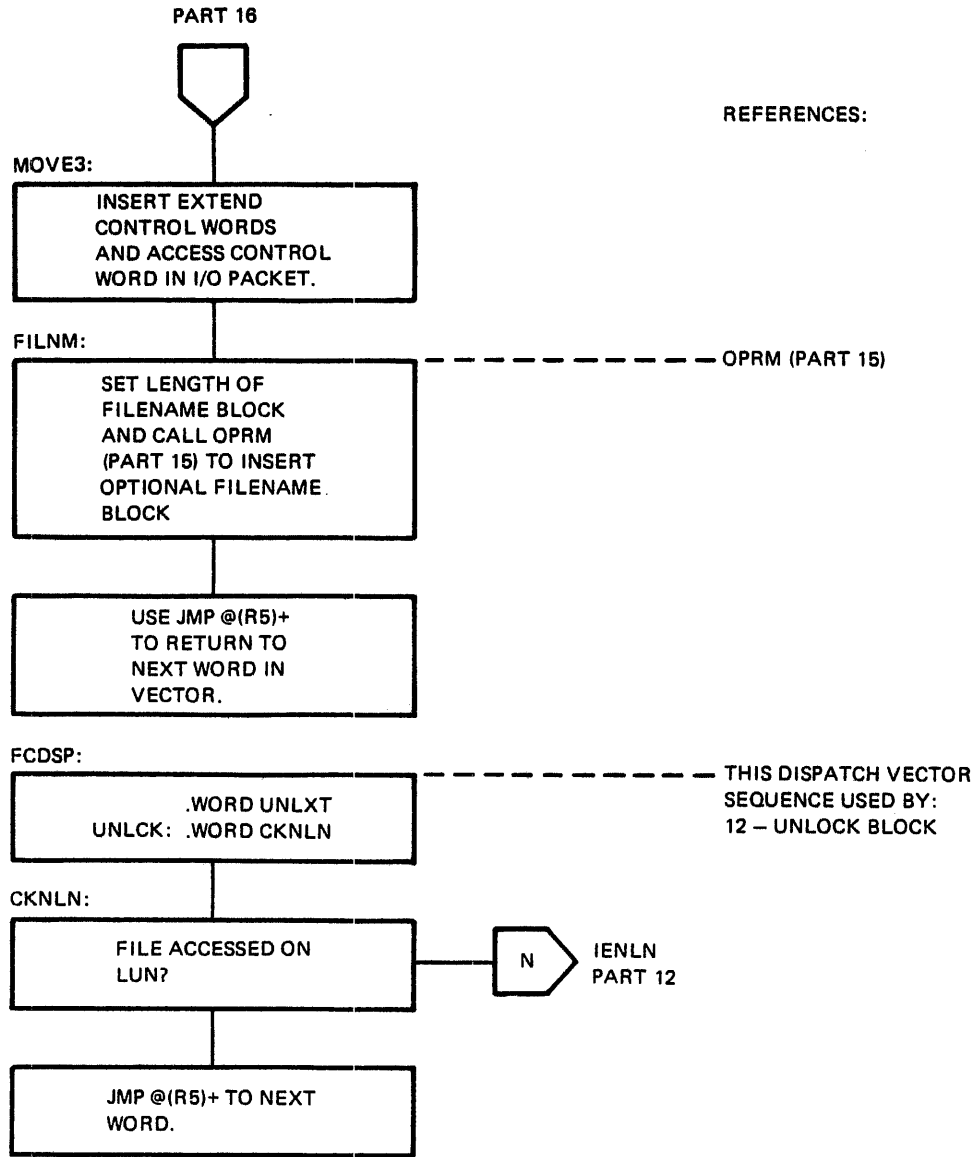 PART 16
REFERENCES:
MOVE3:
INSERT EXTEND
CONTROL WORDS
AND ACCESS CONTROL
WORD IN I/O PACKET.
FILNM:
OPRM (PART 15)
SET LENGTH OF
FILENAME BLOCK
AND CALL OPRM
(PART 15) TO INSERT
OPTIONAL FILENAME
BLOCK
USE JMP @(R5)+
TO RETURN TO
NEXT WORD IN
VECTOR.
FCDSP:
THIS DISPATCH VECTOR
SEQUENCE USED BY:
12 – UNLOCK BLOCK
.WORD UNLXT
UNLCK: .WORD CKNLN
CKNLN:
FILE ACCESSED ON
LUN?
N
IENLN
PART 12
JMP @(R5)+ TO NEXT
WORD.